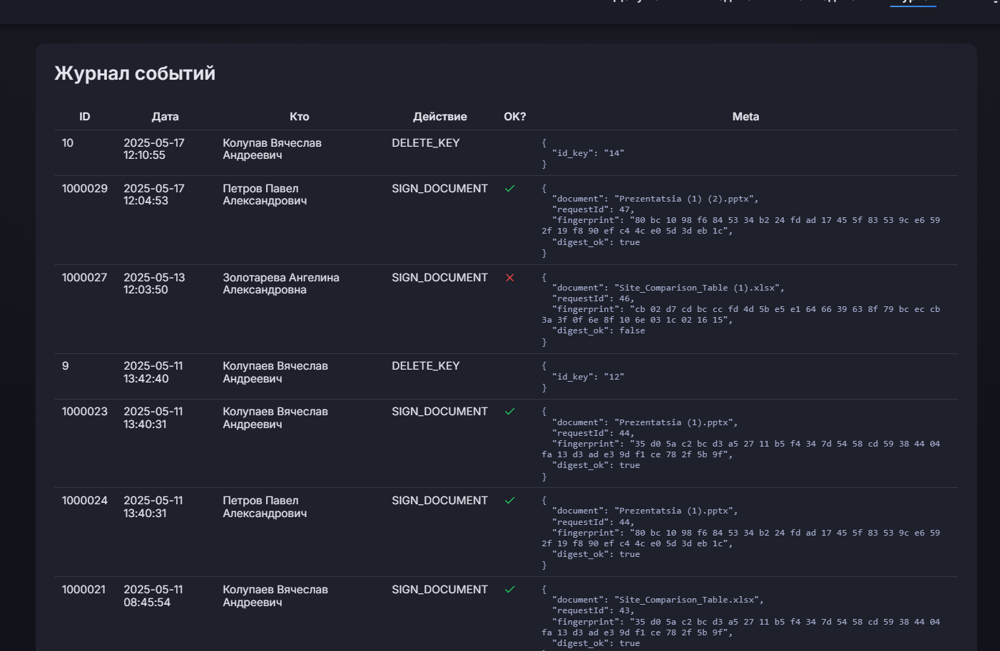 Журнал событий
ID Дата Кто Действие OK? Meta
10 2025-05-17 12:10:55 Колупав Вячеслав Андреевич DELETE_KEY
{
"id_key": "14"
}
1000029 2025-05-17 12:04:53 Петров Павел Александрович SIGN_DOCUMENT
{
"document": "Prezentatsia (1) (2).pptx",
"requestId": 47,
"fingerprint": "80 bc 10 98 f6 84 53 34 b2 24 fd ad 17 45 5f 83 53 9c e6 59
2f 19 f8 90 ef c4 4c e0 5d 3d eb 1c",
"digest_ok": true
}
1000027 2025-05-13 12:03:50 Золотарева Ангелина Александровна SIGN_DOCUMENT
{
"document": "Site_Comparison_Table (1).xlsx",
"requestId": 46,
"fingerprint": "cb 02 d7 cd bc cc fd 4d 5b e5 e1 64 66 39 63 8f 79 bc ec cb
3a 3f 0f 6e 8f 10 6e 03 1c 02 16 15",
"digest_ok": false
}
9 2025-05-11 13:42:40 Колупаев Вячеслав Андреевич DELETE_KEY
{
"id_key": "12"
}
1000023 2025-05-11 13:40:31 Колупаев Вячеслав Андреевич SIGN_DOCUMENT
{
"document": "Prezentatsia (1).pptx",
"requestId": 44,
"fingerprint": "35 d0 5a c2 bc d3 a5 27 11 b5 f4 34 7d 54 58 cd 59 38 44 04
fa 13 d3 ad e3 9d f1 ce 78 2f 5b 9f",
"digest_ok": true
}
1000024 2025-05-11 13:40:31 Петров Павел Александрович SIGN_DOCUMENT
{
"document": "Prezentatsia (1).pptx",
"requestId": 44,
"fingerprint": "80 bc 10 98 f6 84 53 34 b2 24 fd ad 17 45 5f 83 53 9c e6 59
2f 19 f8 90 ef c4 4c e0 5d 3d eb 1c",
"digest_ok": true
}
1000021 2025-05-11 08:45:54 Колупаев Вячеслав Андреевич SIGN_DOCUMENT
{
"document": "Site_Comparison_Table.xlsx",
"requestId": 43,
"fingerprint": "35 d0 5a c2 bc d3 a5 27 11 b5 f4 34 7d 54 58 cd 59 38 44 04
fa 13 d3 ad e3 9d f1 ce 78 2f 5b 9f",
"digest_ok": true